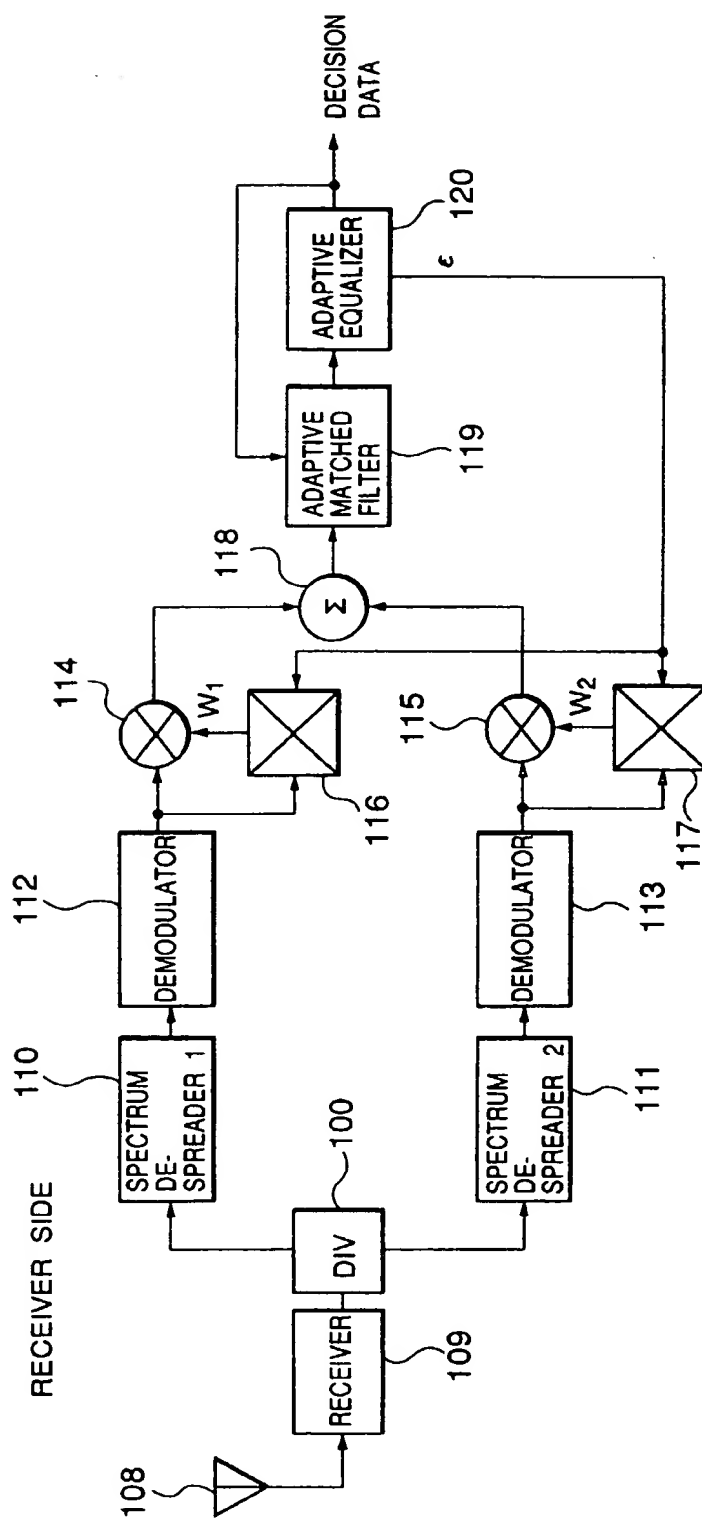 RECEIVER SIDE
108
RECEIVER
109
DIV
100
SPECTRUM
DE-
SPREADER 1
110
DEMODULATOR
112
114
W1
116
SPECTRUM
DE-
SPREADER 2
111
DEMODULATOR
113
115
W2
117
118
Σ
ADAPTIVE
MATCHED
FILTER
119
ADAPTIVE
EQUALIZER
120
ε
DECISION
DATA